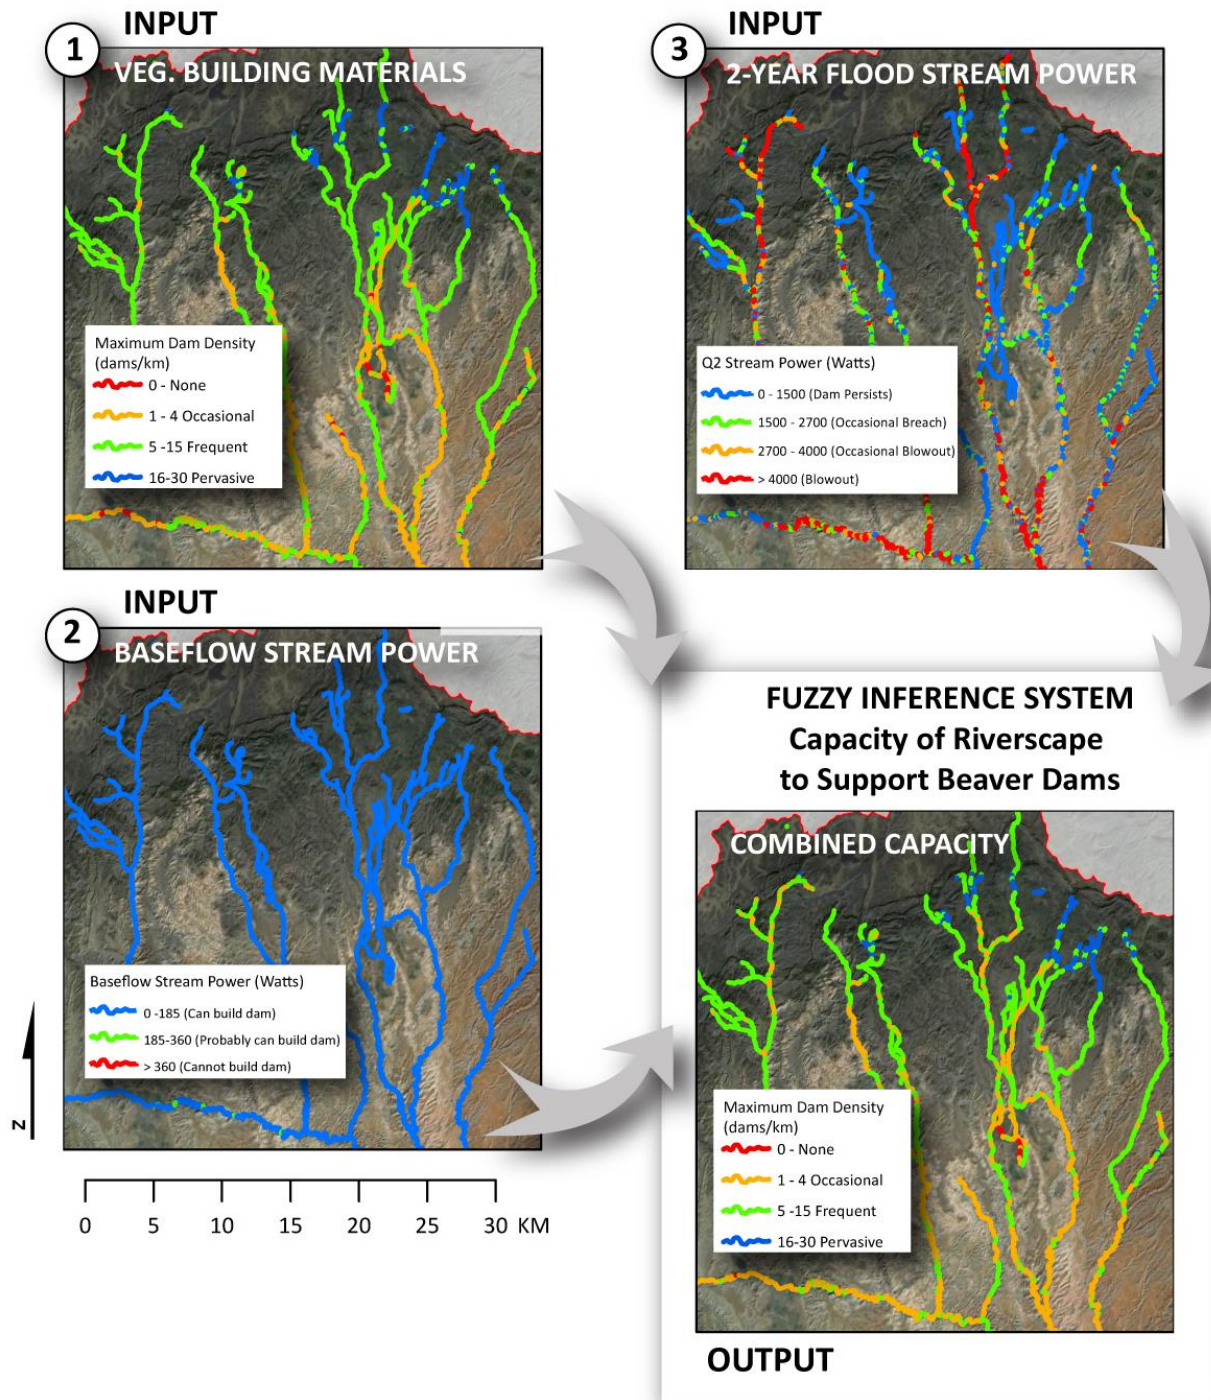 INPUT
1
VEG. BUILDING MATERIALS
Maximum Dam Density
(dams/km)
0 - None
1 - 4 Occasional
5 -15 Frequent
16-30 Pervasive
INPUT
3
2-YEAR FLOOD STREAM POWER
Q2 Stream Power (Watts)
0 - 1500 (Dam Persists)
1500 - 2700 (Occasional Breach)
2700 - 4000 (Occasional Blowout)
> 4000 (Blowout)
INPUT
2
BASEFLOW STREAM POWER
Baseflow Stream Power (Watts)
0 -185 (Can build dam)
185-360 (Probably can build dam)
> 360 (Cannot build dam)
N
0 5 10 15 20 25 30 KM
FUZZY INFERENCE SYSTEM
Capacity of Riverscape
to Support Beaver Dams
COMBINED CAPACITY
Maximum Dam Density
(dams/km)
0 - None
1 - 4 Occasional
5 -15 Frequent
16-30 Pervasive
OUTPUT